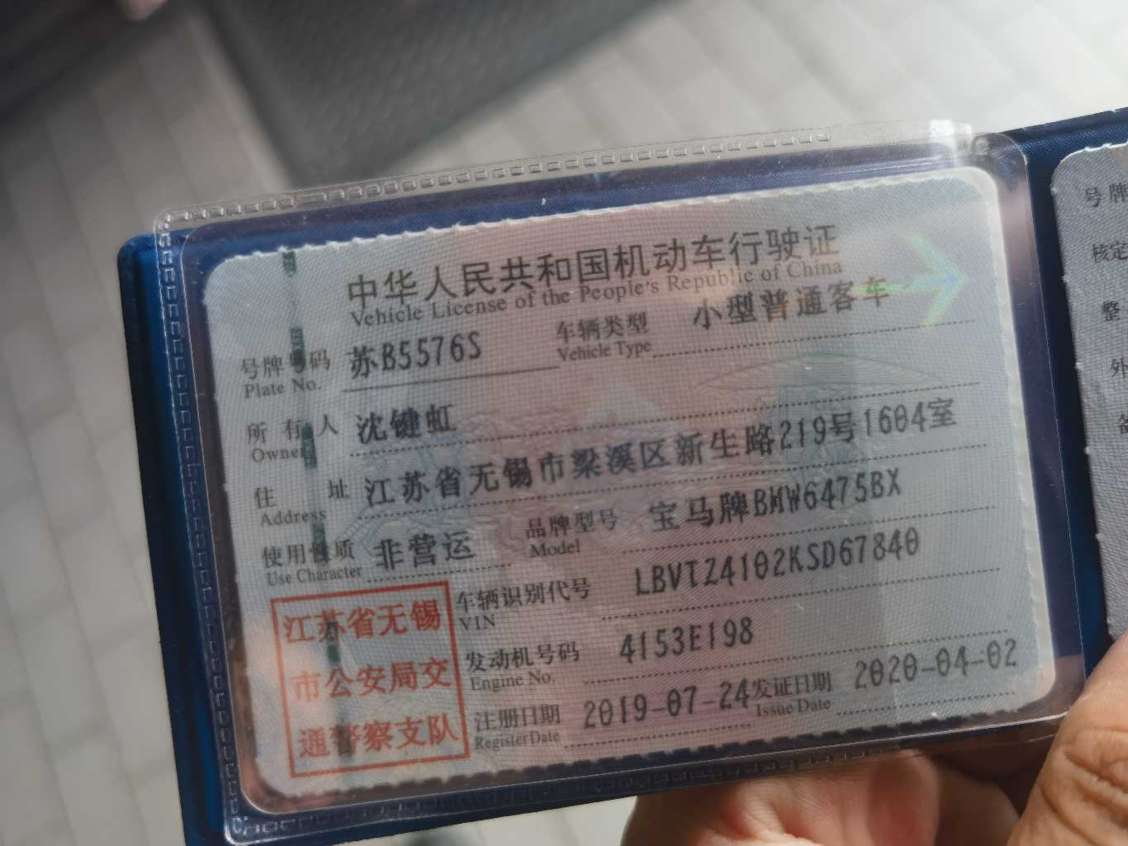 中华人民共和国机动车行驶证
Vehicle License of the People's Republic of China
号牌号码 苏B5576S 车辆类型 小型普通客车
Plate No. Vehicle Type
所有人 沈键虹
Owner
住址 江苏省无锡市梁溪区新生路219号1604室
Address
使用性质 非营运 品牌型号 宝马牌BMW6475BX
Use Character Model
车辆识别代号 LBVTZ4102KSD67840
VIN
发动机号码 4153E198
Engine No.
注册日期 2019-07-24 发证日期 2020-04-02
Register Date Issue Date
江苏省无锡
市公安局交
通警察支队
号牌
核定
整
外